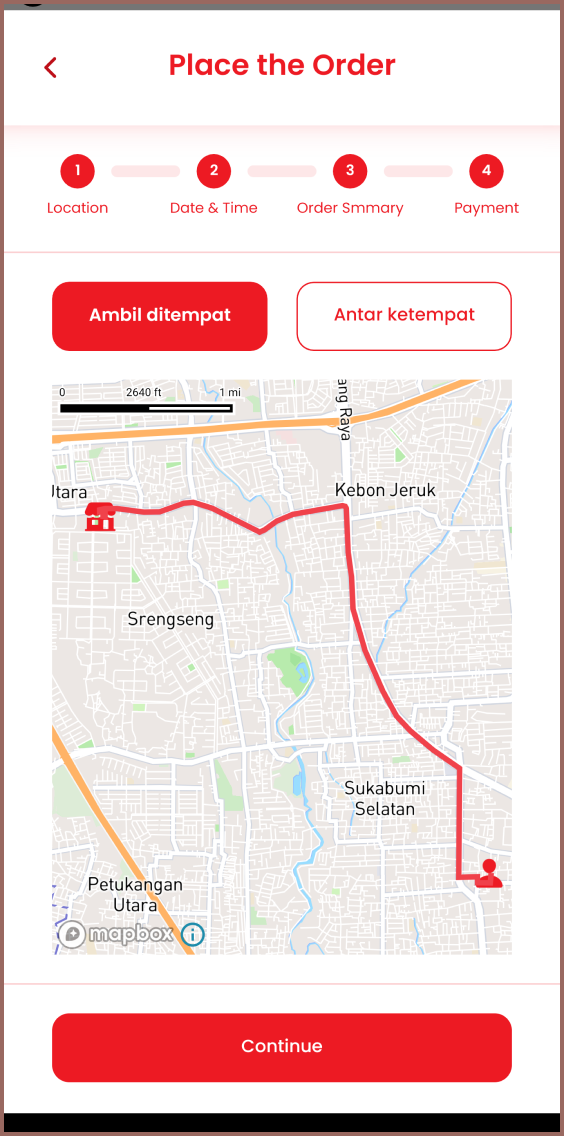 Place the Order
1
2
3
4
Location
Date & Time
Order Smmary
Payment
Ambil ditempat
Antar ketempat
0 2640 ft 1 mi
ang Raya
Jtara
Kebon Jeruk
Srengseng
Sukabumi
Selatan
Petukangan
Utara
mapbox
Continue